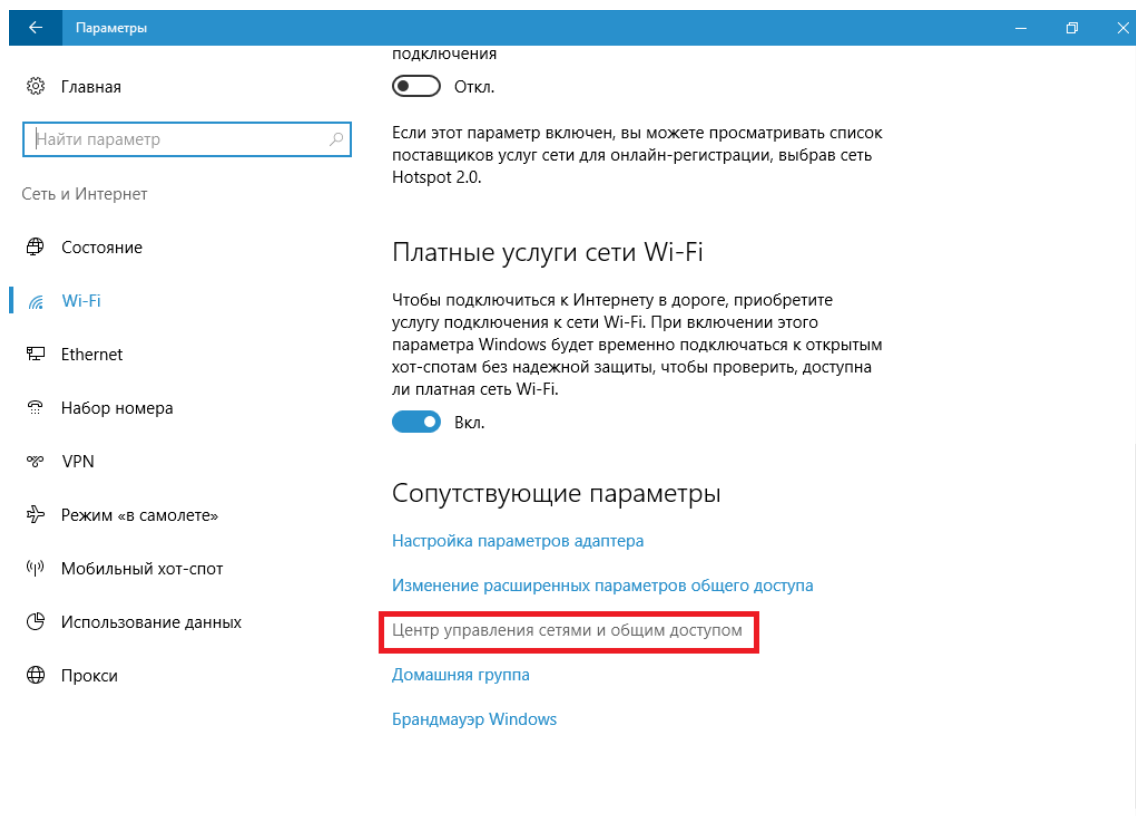 Параметры
Главная
Найти параметр
Сеть и Интернет
Состояние
Wi-Fi
Ethernet
Набор номера
VPN
Режим «в самолете»
Мобильный хот-спот
Использование данных
Прокси
подключения
Откл.
Если этот параметр включен, вы можете просматривать список
поставщиков услуг сети для онлайн-регистрации, выбрав сеть
Hotspot 2.0.
Платные услуги сети Wi-Fi
Чтобы подключиться к Интернету в дороге, приобретите
услугу подключения к сети Wi-Fi. При включении этого
параметра Windows будет временно подключаться к открытым
хот-спотам без надежной защиты, чтобы проверить, доступна
ли платная сеть Wi-Fi.
Вкл.
Сопутствующие параметры
Настройка параметров адаптера
Изменение расширенных параметров общего доступа
Центр управления сетями и общим доступом
Домашняя группа
Брандмауэр Windows